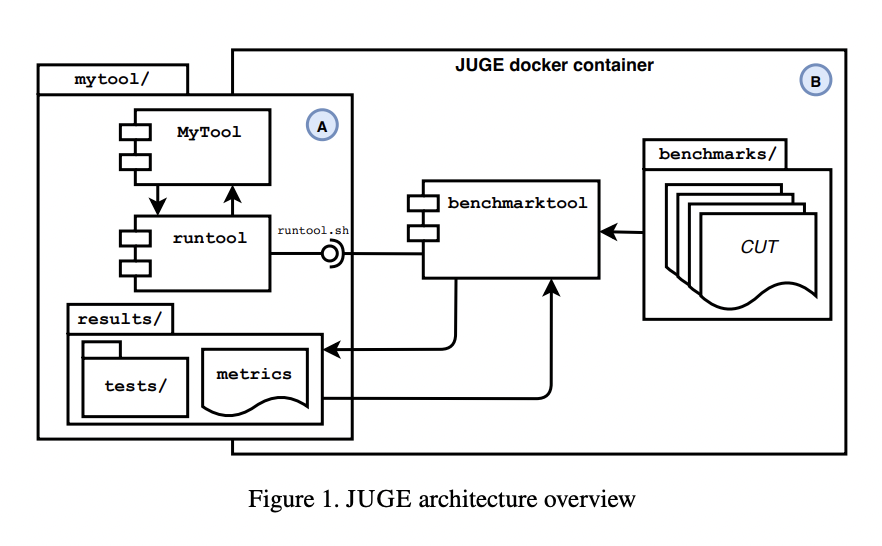 JUGE docker container
B
mytool/
A
MyTool
runtool
runtool.sh
benchmarktool
benchmarks/
CUT
results/
tests/
metrics
Figure 1. JUGE architecture overview